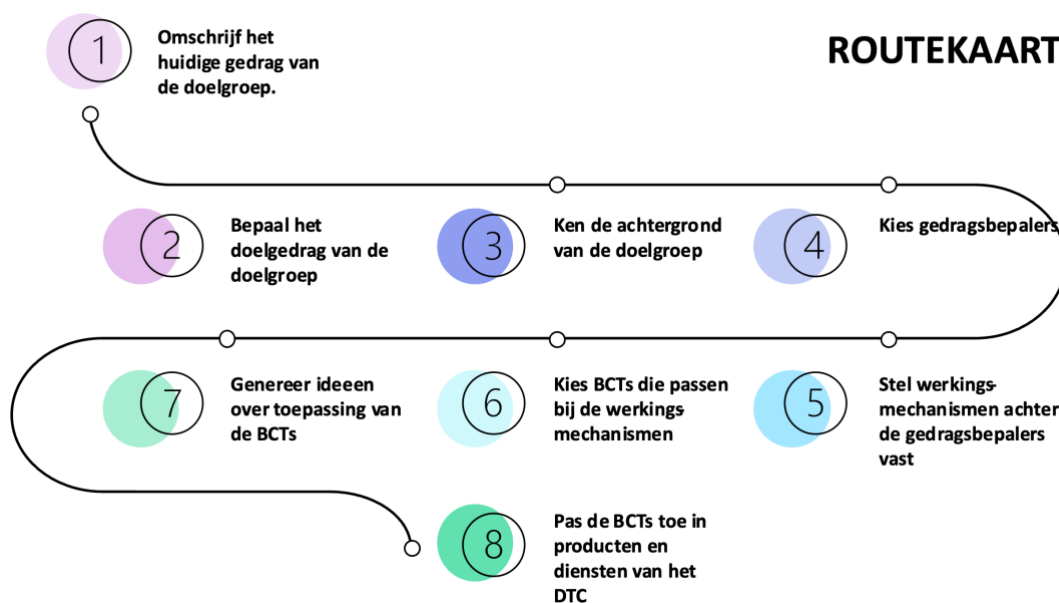 ROUTEKAART
1
Omschrijf het
huidige gedrag van
de doelgroep.
2
Bepaal het
doelgedrag van de
doelgroep
3
Ken de achtergrond
van de doelgroep
4
Kies gedragsbepalers
5
Stel werkings-
mechanismen achter
de gedragsbepalers
vast
6
Kies BCTs die passen
bij de werkings-
mechanismen
7
Genereer ideeen
over toepassing van
de BCTs
8
Pas de BCTs toe in
producten en
diensten van het
DTC